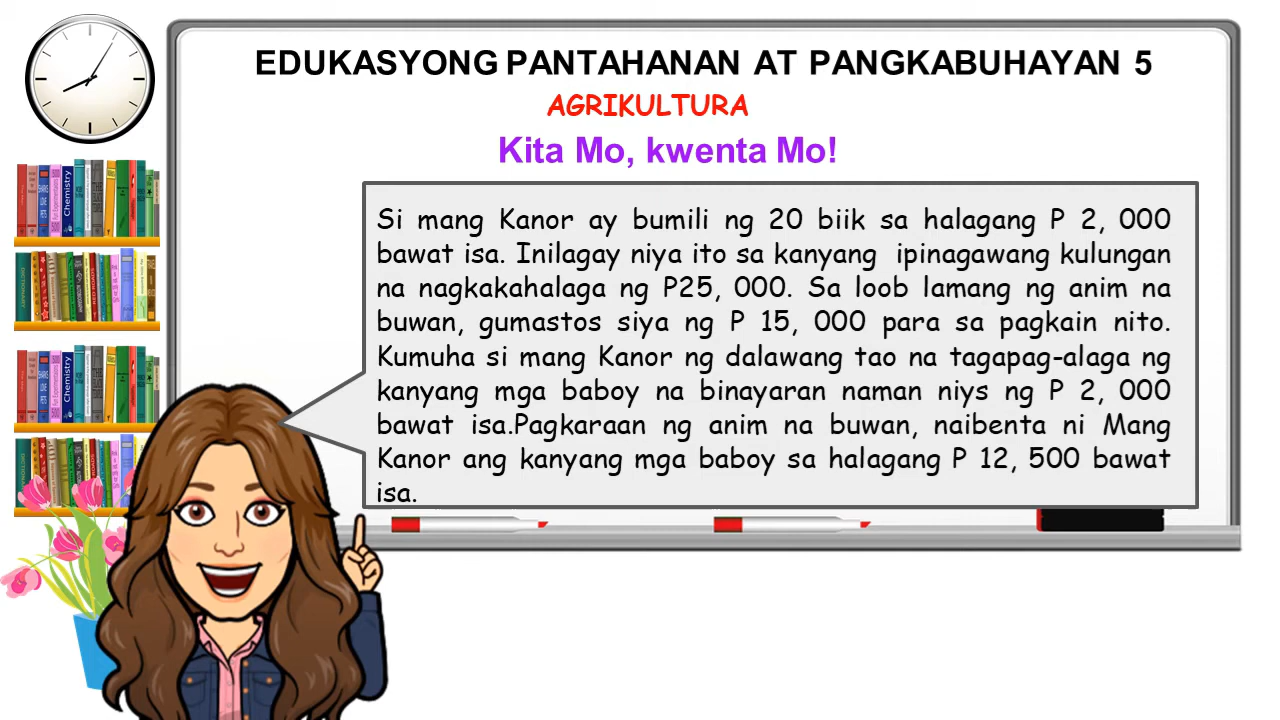 EDUKASYONG PANTAHANAN AT PANGKABUHAYAN 5
AGRIKULTURA
Kita Mo, kwenta Mo!
Si mang Kanor ay bumili ng 20 biik sa halagang P 2, 000
bawat isa. Inilagay niya ito sa kanyang ipinagawang kulungan
na nagkakahalaga ng P25, 000. Sa loob lamang ng anim na
buwan, gumastos siya ng P 15, 000 para sa pagkain nito.
Kumuha si mang Kanor ng dalawang tao na tagapag-alaga ng
kanyang mga baboy na binayaran naman niys ng P 2, 000
bawat isa.Pagkaraan ng anim na buwan, naibenta ni Mang
Kanor ang kanyang mga baboy sa halagang P 12, 500 bawat
isa.
Chemistry
Chemistry